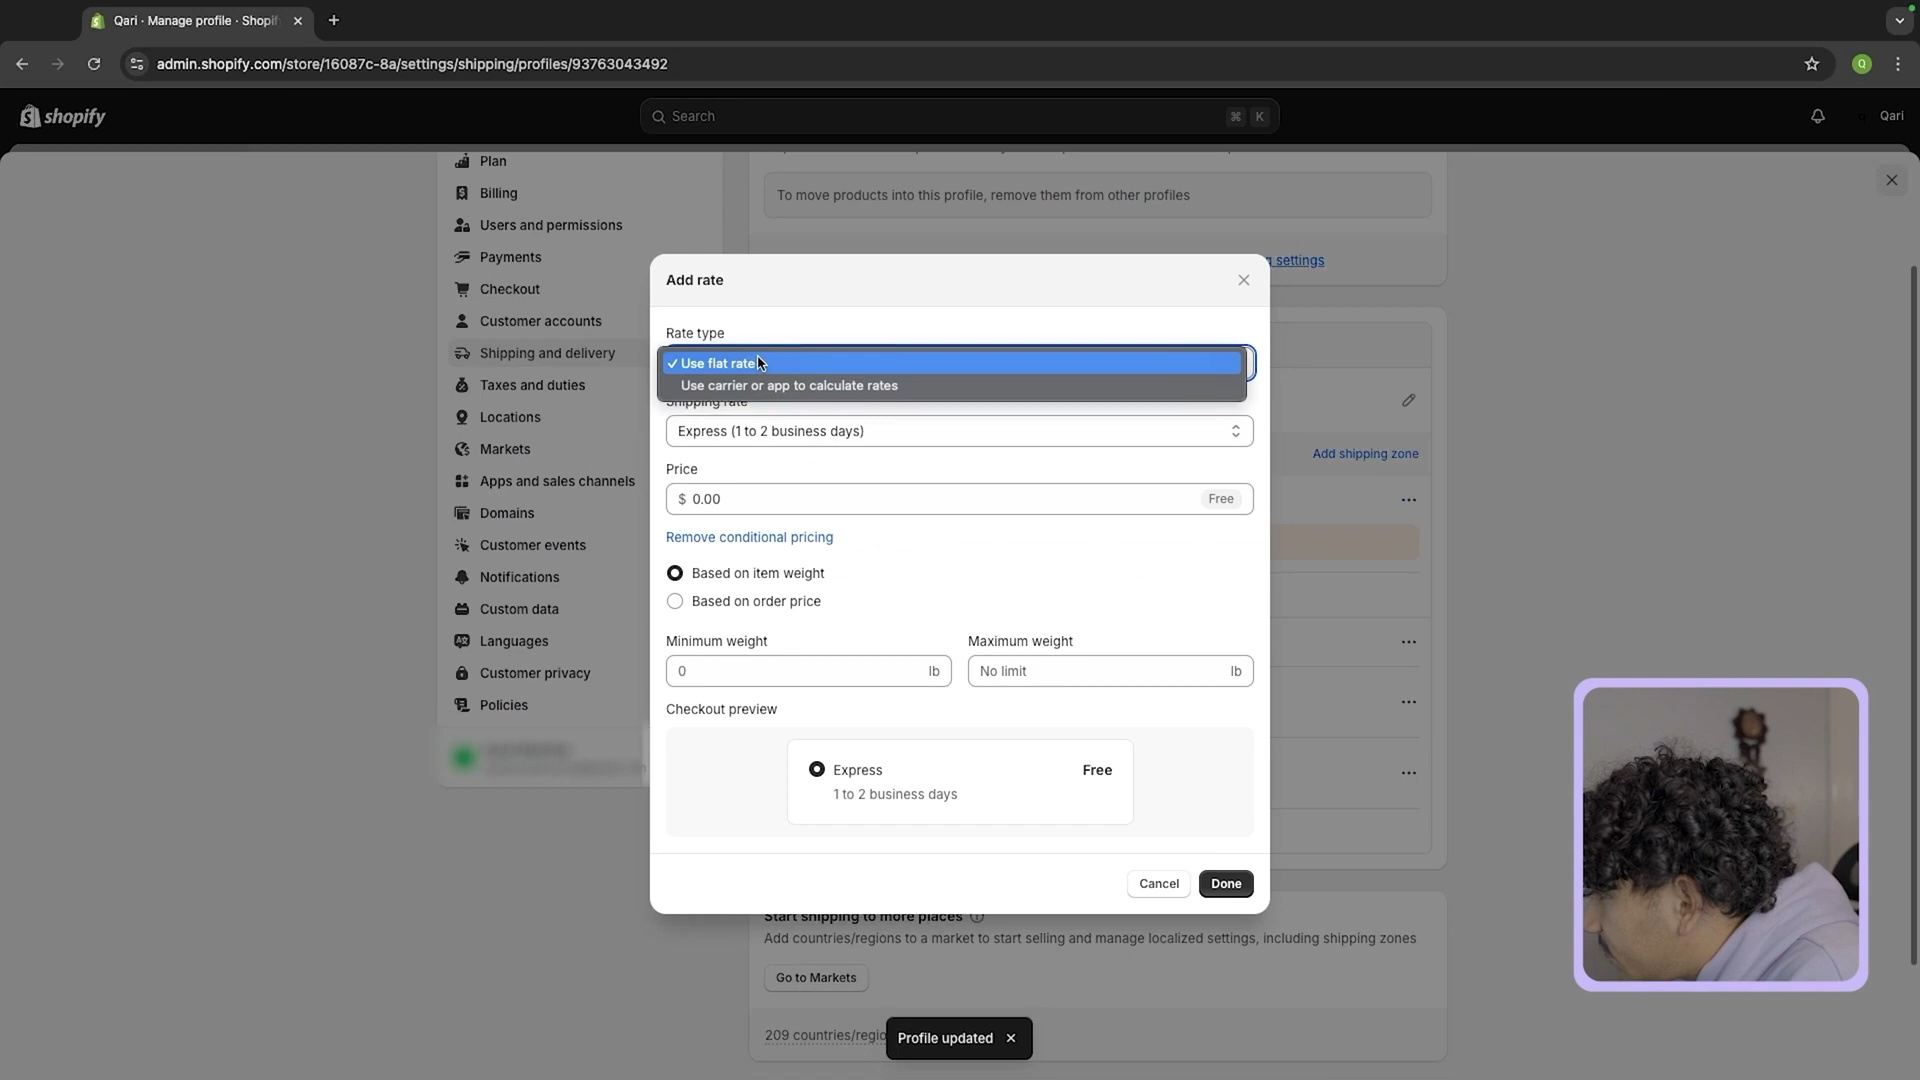 Qari · Manage profile · Shopif
admin.shopify.com/store/16087c-8a/settings/shipping/profiles/93763043492
Q
shopify
Search
⌘ K
Qari
Plan
Billing
Users and permissions
Payments
Checkout
Customer accounts
Shipping and delivery
Taxes and duties
Locations
Markets
Apps and sales channels
Domains
Customer events
Notifications
Custom data
Languages
Customer privacy
Policies
To move products into this profile, remove them from other profiles
settings
Add shipping zone
Add rate
Rate type
✓ Use flat rate
Use carrier or app to calculate rates
Shipping rate
Express (1 to 2 business days)
Price
$ 0.00 Free
Remove conditional pricing
Based on item weight
Based on order price
Minimum weight Maximum weight
0 lb No limit lb
Checkout preview
Express Free
1 to 2 business days
Cancel Done
Start shipping to more places
Add countries/regions to a market to start selling and manage localized settings, including shipping zones
Go to Markets
209 countries/regio
Profile updated